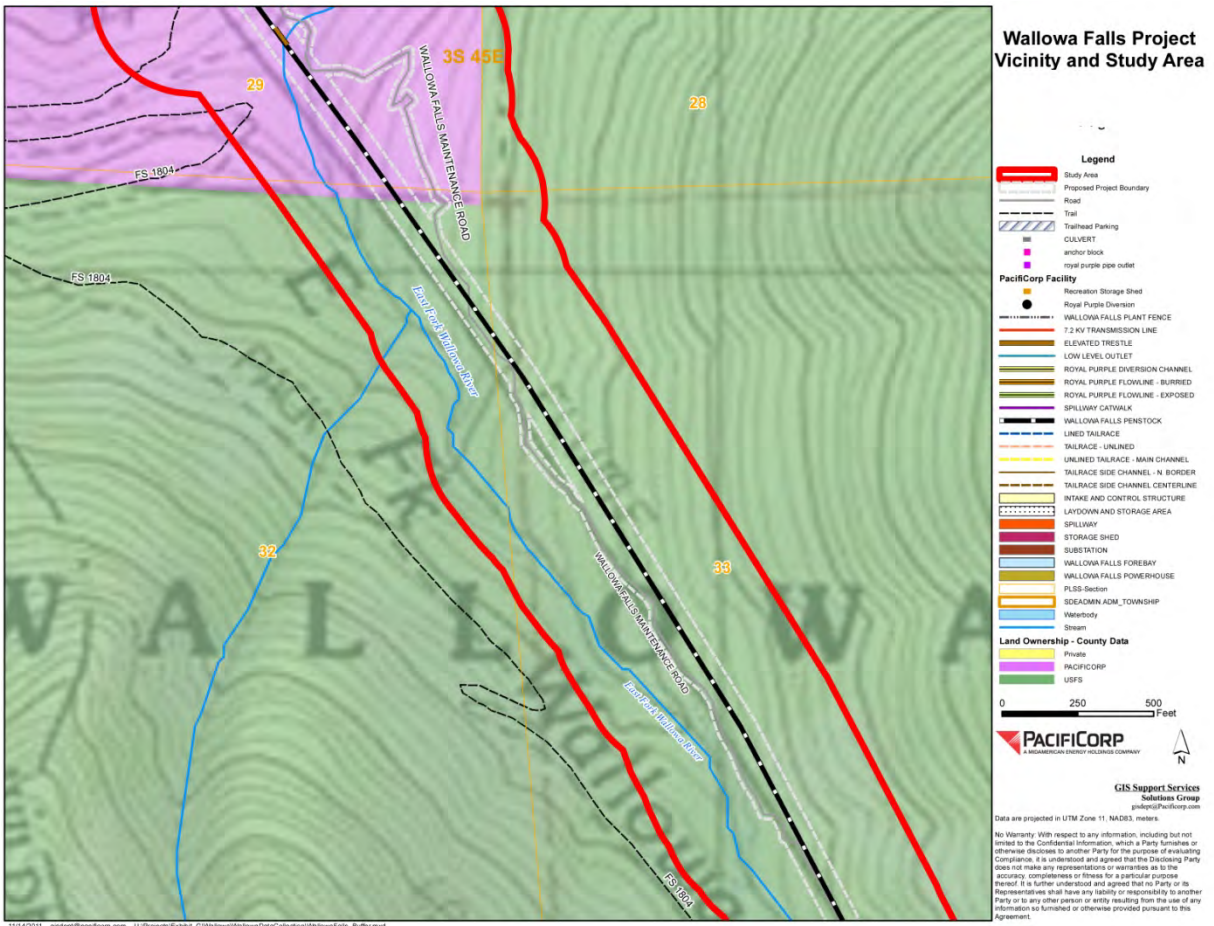 Wallowa Falls Project
Vicinity and Study Area
Legend
Study Area
Proposed Project Boundary
Road
Trail
Trailhead Parking
CULVERT
anchor block
royal purple pipe outlet
PacifiCorp Facility
Recreation Storage Shed
Royal Purple Diversion
WALLOWA FALLS PLANT FENCE
7.2 KV TRANSMISSION LINE
ELEVATED TRESTLE
LOW LEVEL OUTLET
ROYAL PURPLE DIVERSION CHANNEL
ROYAL PURPLE FLOWLINE - BURRIED
ROYAL PURPLE FLOWLINE - EXPOSED
SPILLWAY CATWALK
WALLOWA FALLS PENSTOCK
LINED TAILRACE
TAILRACE - UNLINED
UNLINED TAILRACE - MAIN CHANNEL
TAILRACE SIDE CHANNEL - N. BORDER
TAILRACE SIDE CHANNEL CENTERLINE
INTAKE AND CONTROL STRUCTURE
LAYDOWN AND STORAGE AREA
SPILLWAY
STORAGE SHED
SUBSTATION
WALLOWA FALLS FOREBAY
WALLOWA FALLS POWERHOUSE
PLSS-Section
SDEADMIN.ADM_TOWNSHIP
Waterbody
Stream
Land Ownership - County Data
Private
PACIFICORP
USFS
0 250 500
Feet
PACIFICORP
A MIDAMERICAN ENERGY HOLDINGS COMPANY
N
GIS Support Services
Solutions Group
gisdept@Pacificorp.com
Data are projected in UTM Zone 11, NAD83, meters.
No Warranty: With respect to any information, including but not
limited to the Confidential Information, which a Party furnishes or
otherwise discloses to another Party for the purpose of evaluating
Compliance, it is understood and agreed that the Disclosing Party
does not make any representations or warranties as to the
accuracy, completeness or fitness for a particular purpose
thereof. It is further understood and agreed that no Party or its
Representatives shall have any liability or responsibility to another
Party or to any other person or entity resulting from the use of any
information so furnished or otherwise provided pursuant to this
Agreement.
3S 45E
29
28
WALLOWA FALLS MAINTENANCE ROAD
FS 1804
FS 1804
East Fork Wallowa River
32
33
WALLOWA FALLS MAINTENANCE ROAD
W A L L O W A
East Fork Wallowa River
Wallowa
FS 1804